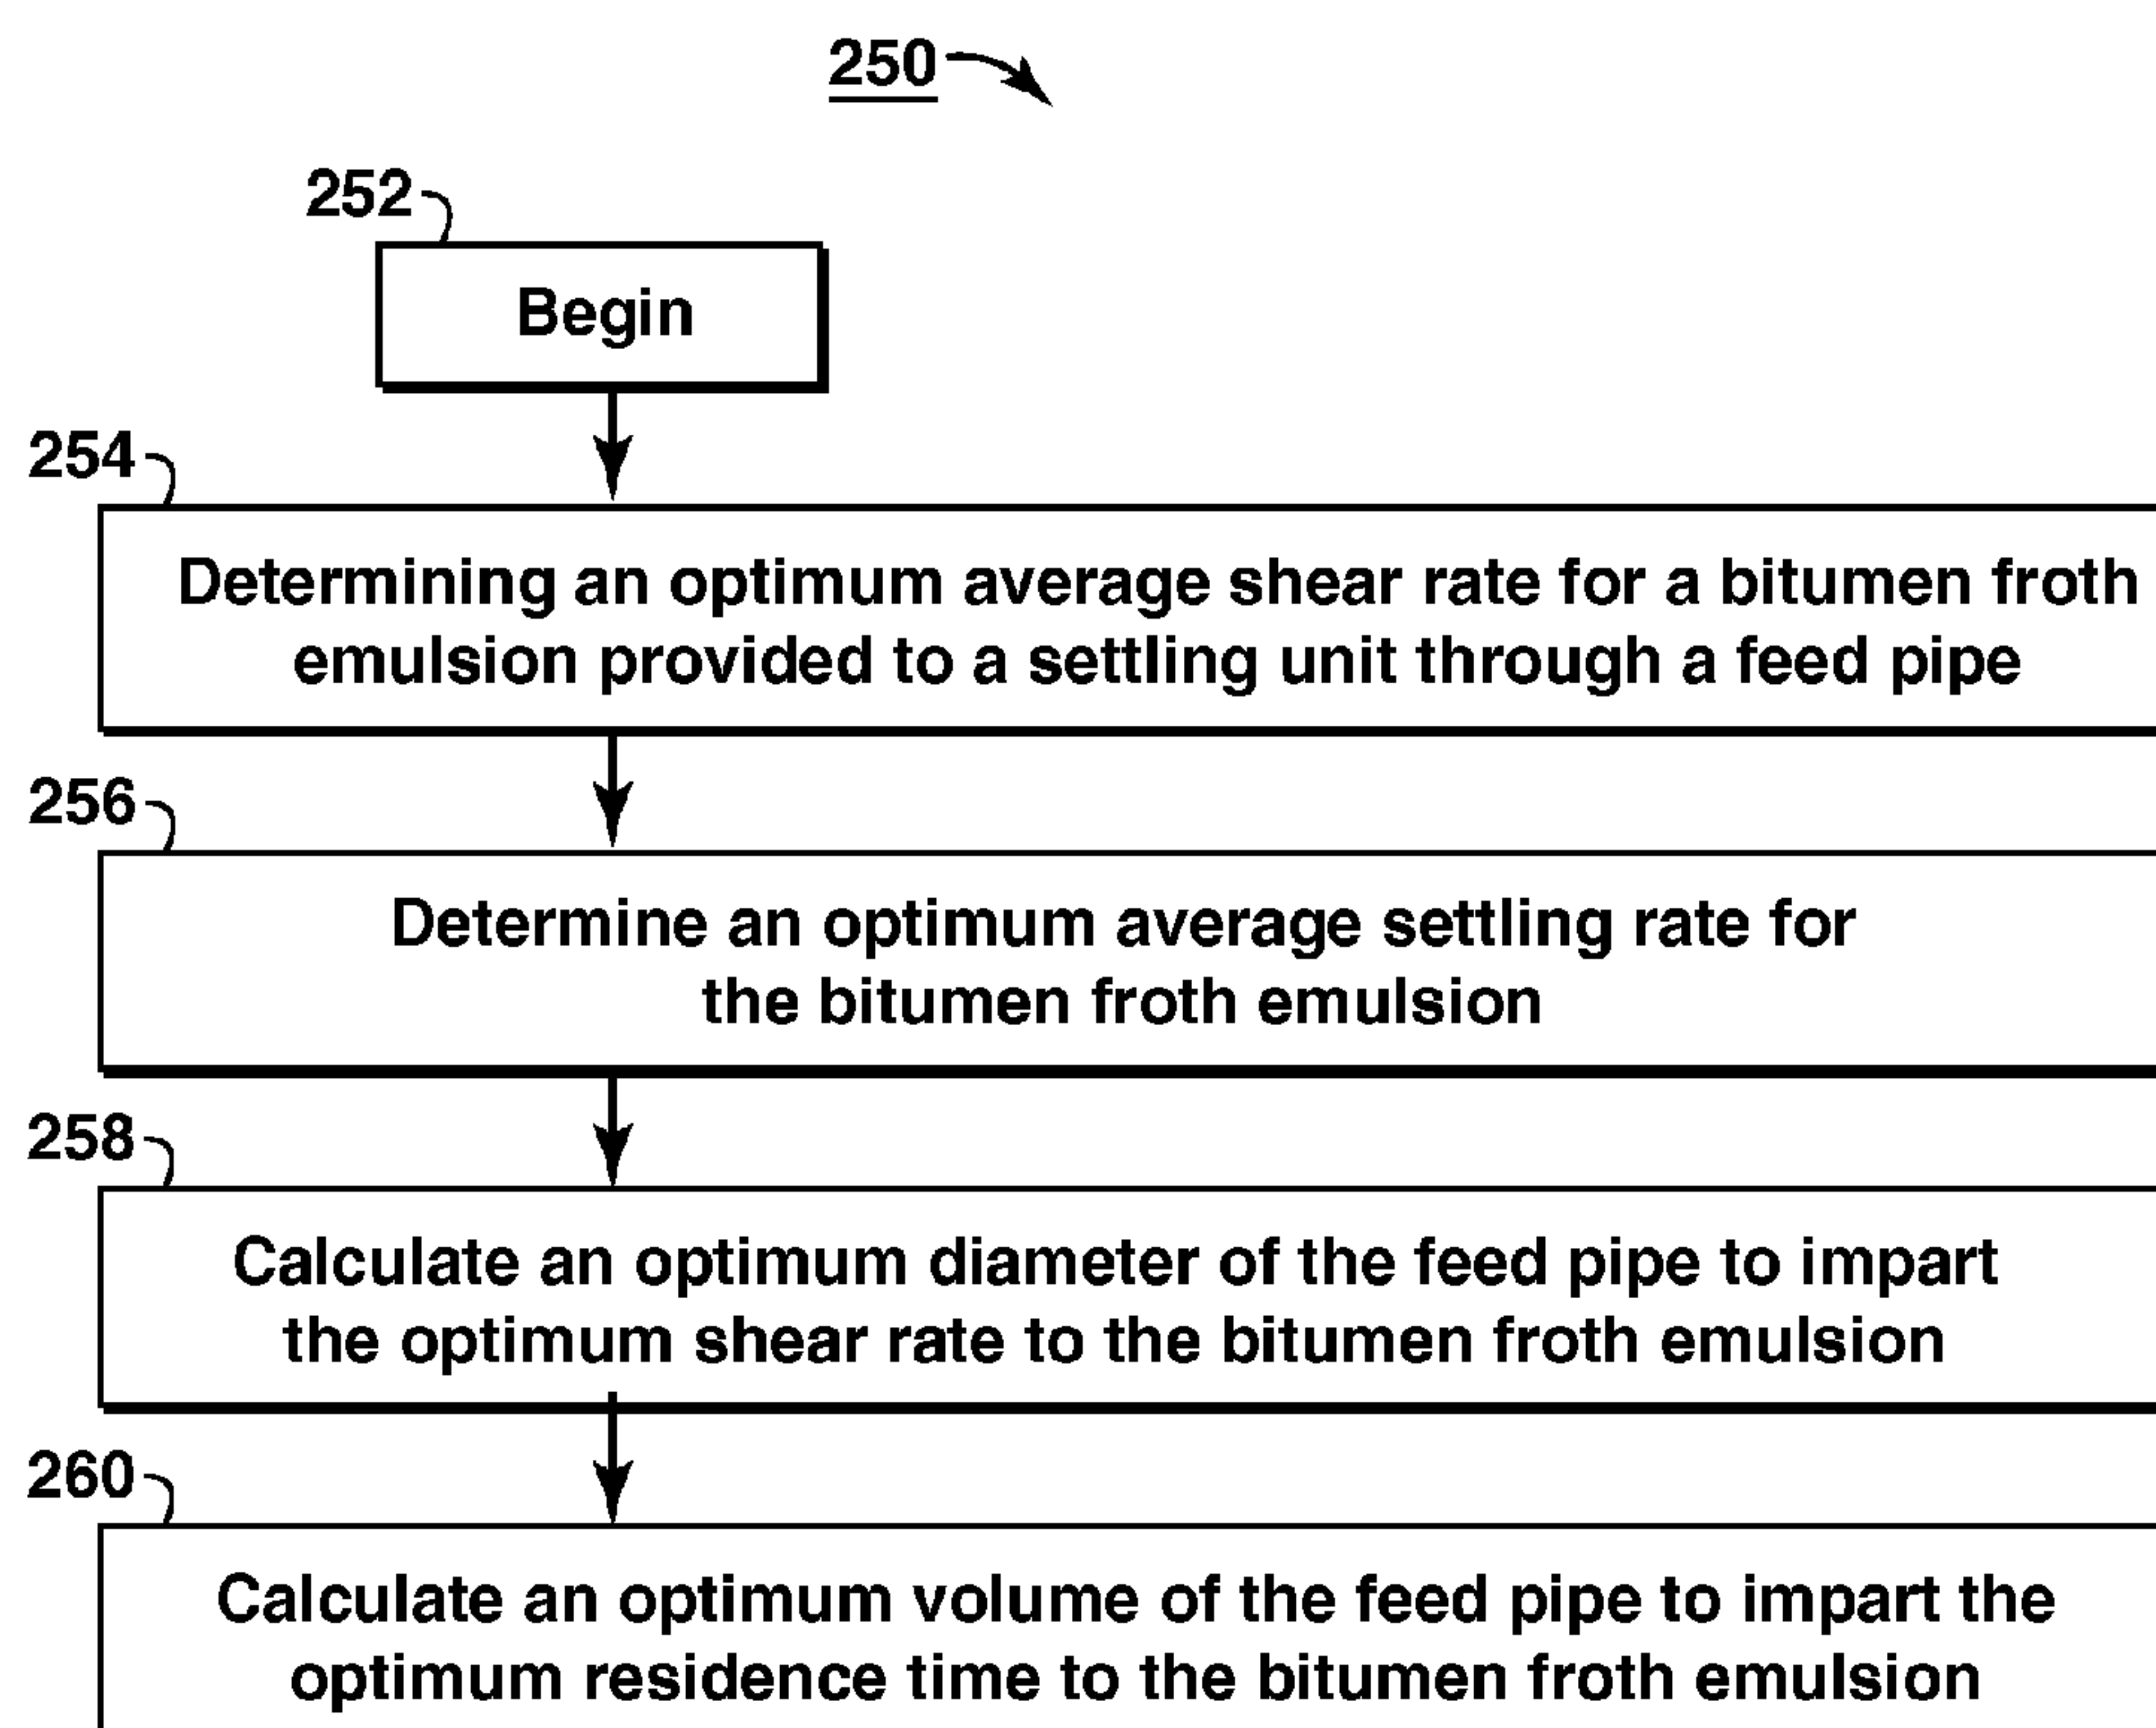 250
252
Begin
254
Determining an optimum average shear rate for a bitumen froth
emulsion provided to a settling unit through a feed pipe
256
Determine an optimum average settling rate for
the bitumen froth emulsion
258
Calculate an optimum diameter of the feed pipe to impart
the optimum shear rate to the bitumen froth emulsion
260
Calculate an optimum volume of the feed pipe to impart the
optimum residence time to the bitumen froth emulsion